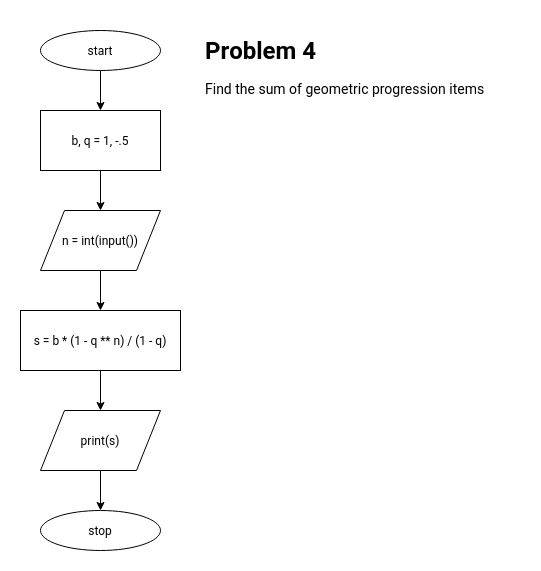 Problem 4
Find the sum of geometric progression items
start
b, q = 1, -.5
n = int(input())
s = b * (1 - q ** n) / (1 - q)
print(s)
stop